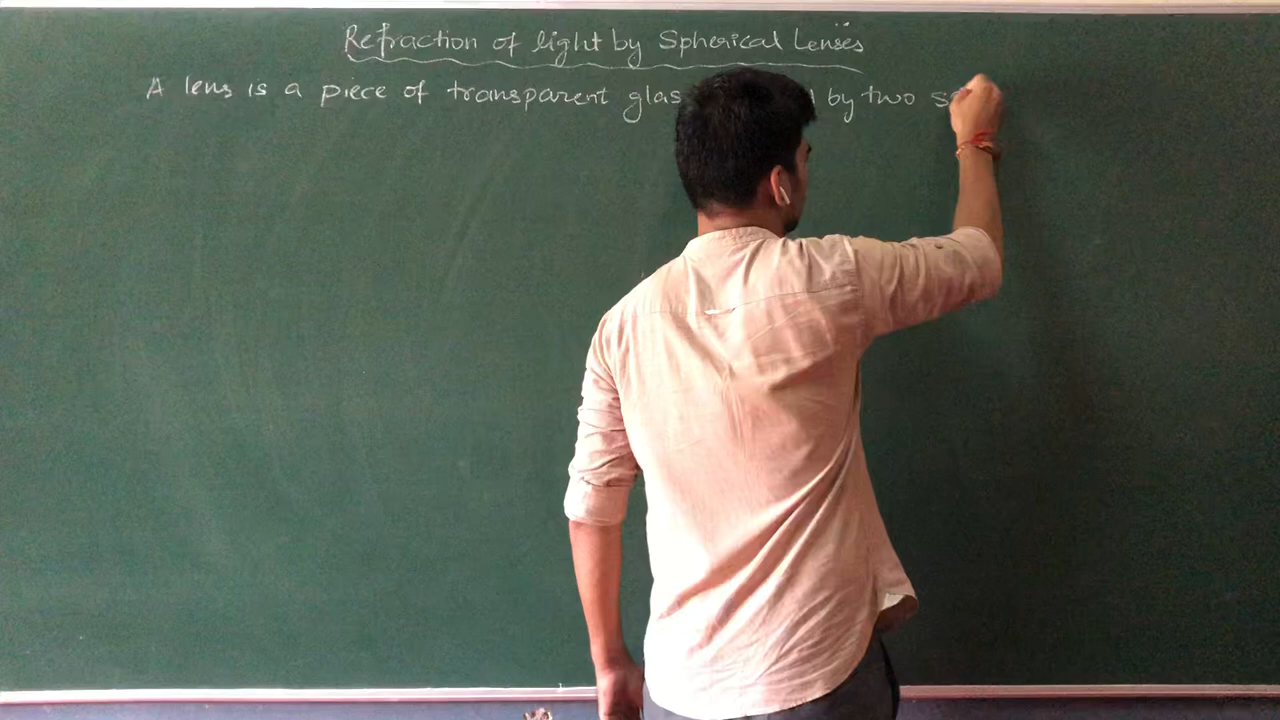 Refraction of light by Spherical Lenses
A lens is a piece of transparent glas by two